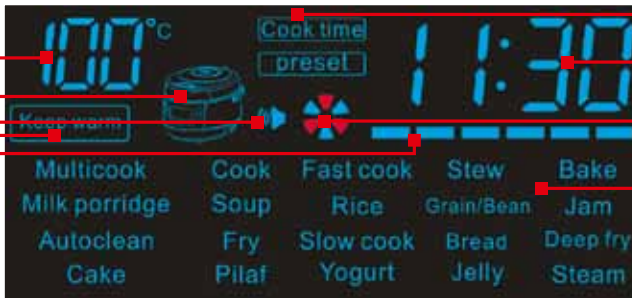 100°C
Cook time
preset
11:30
Keep warm
Multicook Cook Fast cook Stew Bake
Milk porridge Soup Rice Grain/Bean Jam
Autoclean Fry Slow cook Bread Deep fry
Cake Pilaf Yogurt Jelly Steam